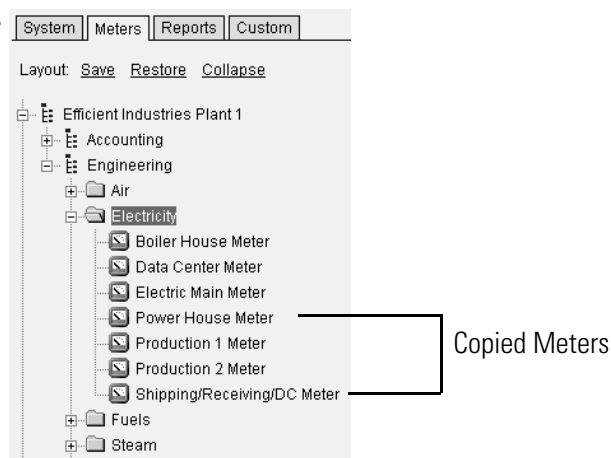 System Meters Reports Custom
Layout: Save Restore Collapse
Efficient Industries Plant 1
Accounting
Engineering
Air
Electricity
Boiler House Meter
Data Center Meter
Electric Main Meter
Power House Meter
Production 1 Meter
Copied Meters
Production 2 Meter
Shipping/Receiving/DC Meter
Fuels
Steam